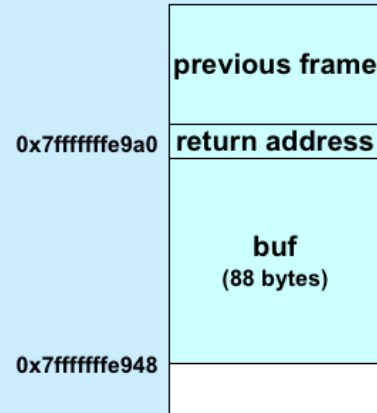 previous frame
0x7fffffffe9a0 return address
buf
(88 bytes)
0x7fffffffe948